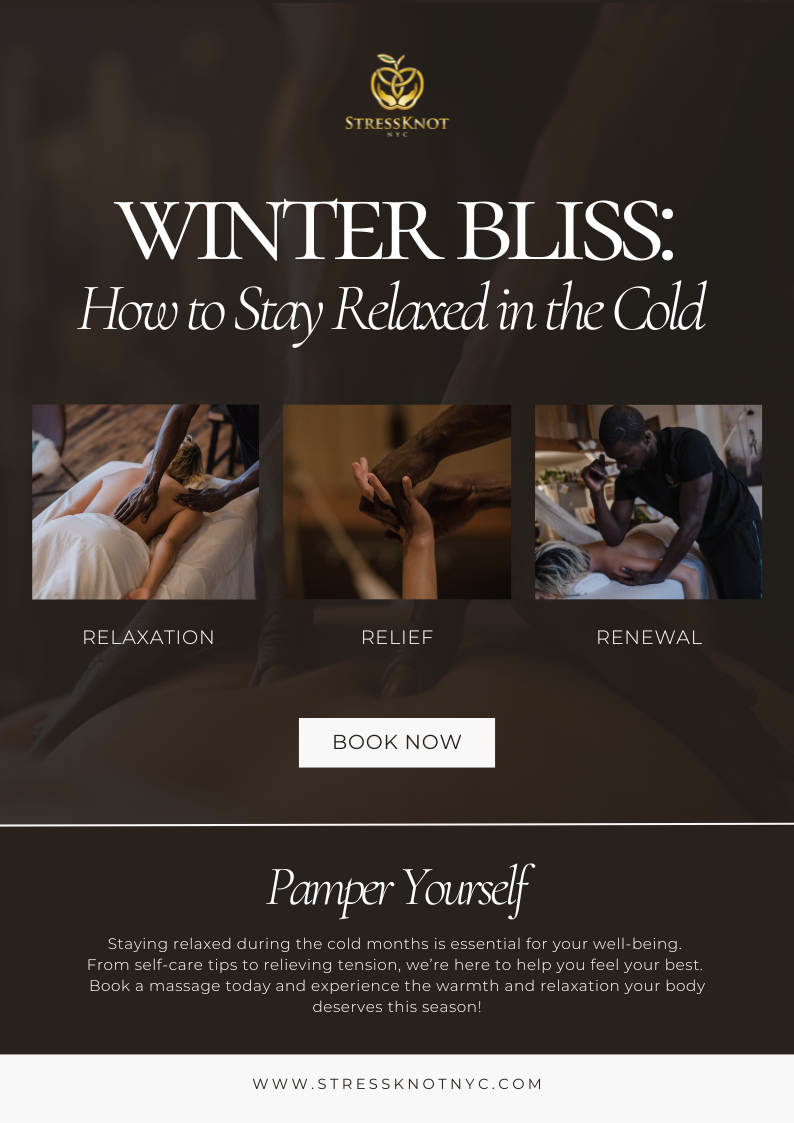 STRESSKNOT
NYC
WINTER BLISS:
How to Stay Relaxed in the Cold
RELAXATION
RELIEF
RENEWAL
BOOK NOW
Pamper Yourself
Staying relaxed during the cold months is essential for your well-being.
From self-care tips to relieving tension, we’re here to help you feel your best.
Book a massage today and experience the warmth and relaxation your body
deserves this season!
WWW.STRESSKNOTNYC.COM